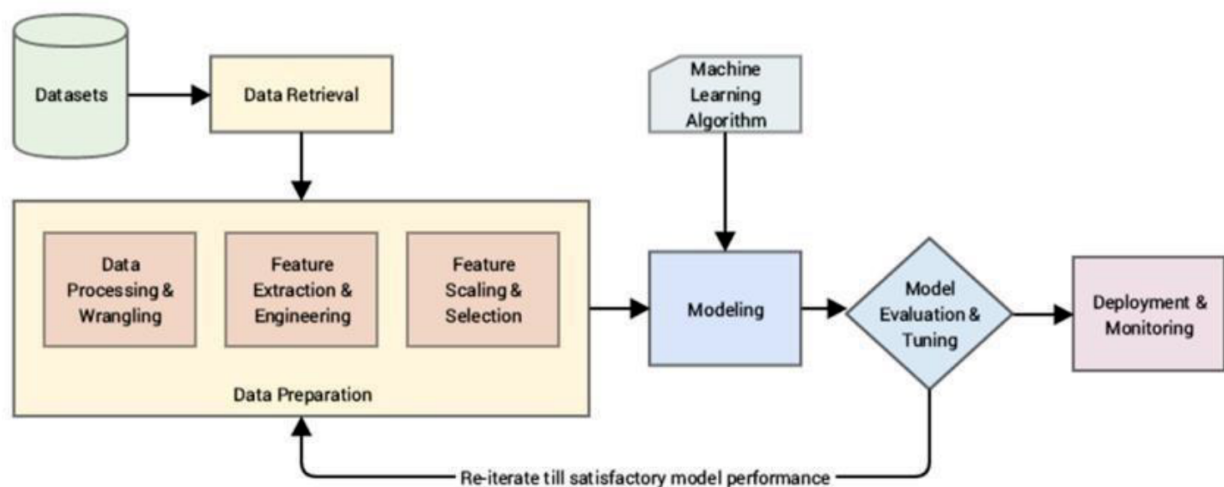 Datasets
Data Retrieval
Machine
Learning
Algorithm
Data
Processing &
Wrangling
Feature
Extraction &
Engineering
Feature
Scaling &
Selection
Data Preparation
Modeling
Model
Evaluation &
Tuning
Deployment &
Monitoring
Re-iterate till satisfactory model performance